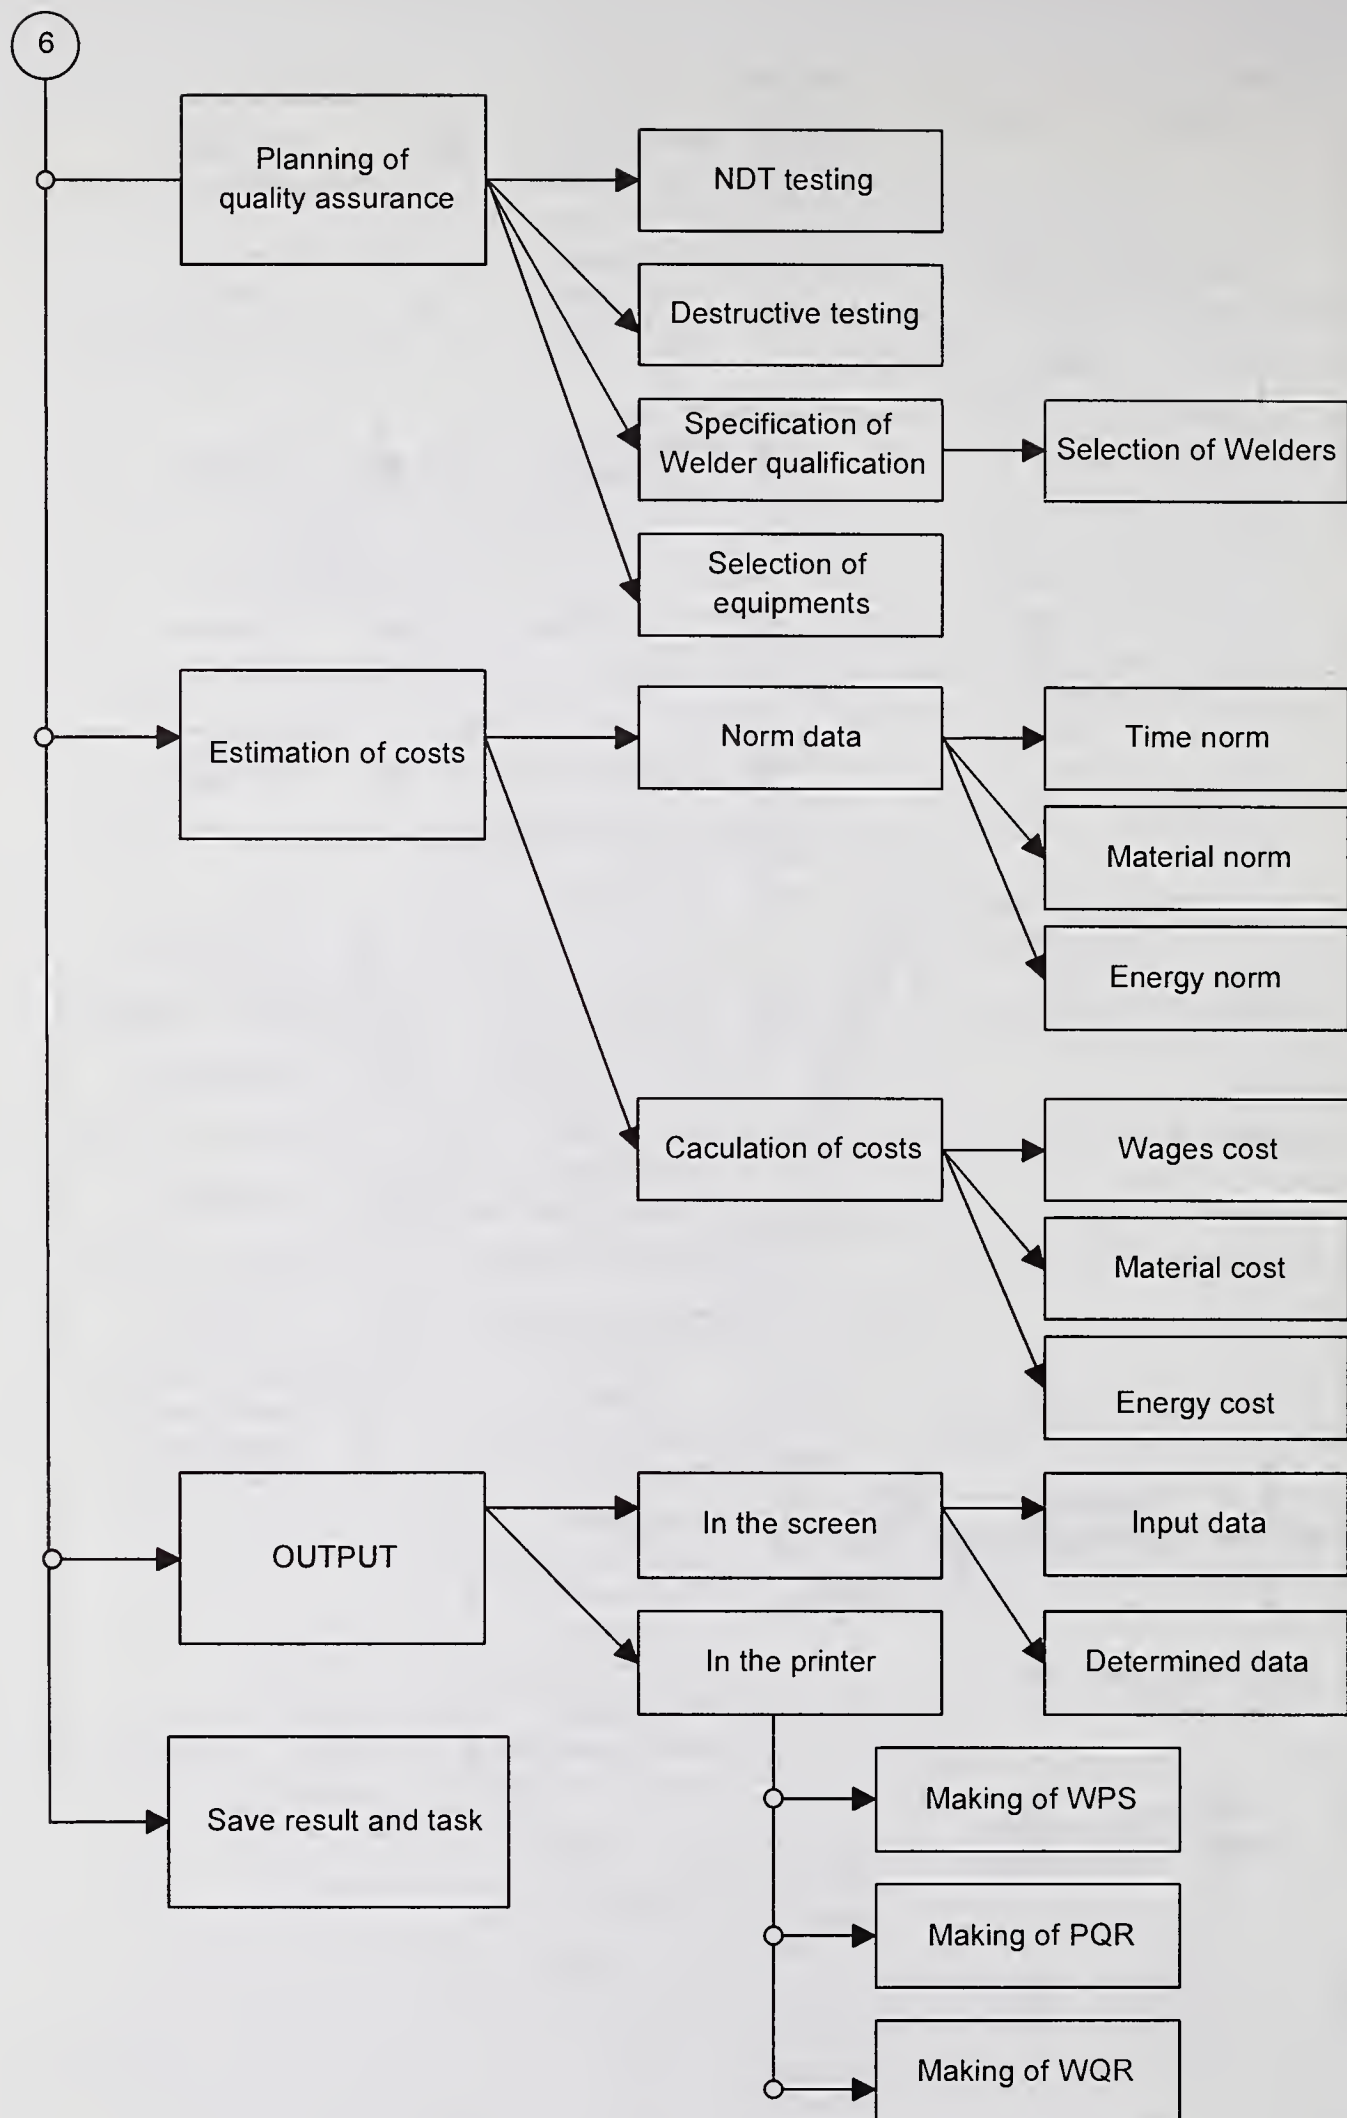 6
Planning of
quality assurance
NDT testing
Destructive testing
Specification of
Welder qualification
Selection of Welders
Selection of
equipments
Estimation of costs
Norm data
Time norm
Material norm
Energy norm
Caculation of costs
Wages cost
Material cost
Energy cost
OUTPUT
In the screen
Input data
In the printer
Determined data
Save result and task
Making of WPS
Making of PQR
Making of WQR